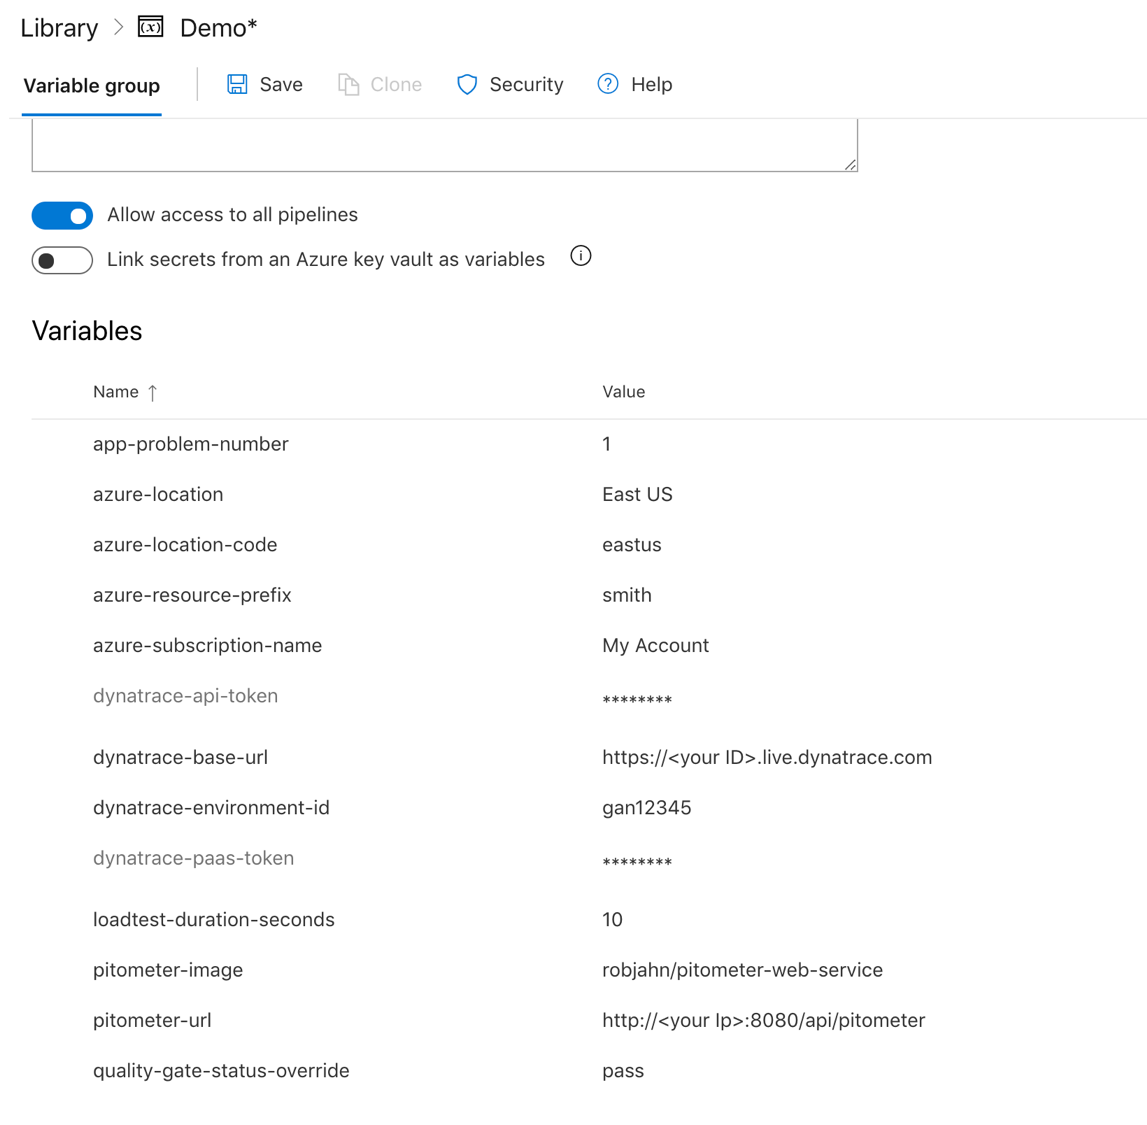 Library > (x) Demo*
Variable group Save Clone Security ? Help
Allow access to all pipelines
Link secrets from an Azure key vault as variables i
Variables
Name ↑ Value
app-problem-number 1
azure-location East US
azure-location-code eastus
azure-resource-prefix smith
azure-subscription-name My Account
dynatrace-api-token ********
dynatrace-base-url https://<your ID>.live.dynatrace.com
dynatrace-environment-id gan12345
dynatrace-paas-token ********
loadtest-duration-seconds 10
pitometer-image robjahn/pitometer-web-service
pitometer-url http://<your Ip>:8080/api/pitometer
quality-gate-status-override pass